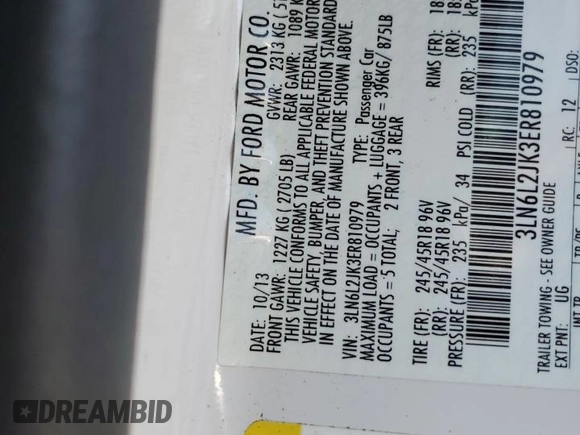 MFD. BY FORD MOTOR CO.
DATE: 10/13 GVWR: 2313 KG
FRONT GAWR: 1227 KG (2705 LB) REAR GAWR: 1089
THIS VEHICLE CONFORMS TO ALL APPLICABLE FEDERAL MOTOR
VEHICLE SAFETY, BUMPER, AND THEFT PREVENTION STANDARD
IN EFFECT ON THE DATE OF MANUFACTURE SHOWN ABOVE.
VIN: 3LN6L2JK3ER810979 TYPE: Passenger Car
MAXIMUM LOAD = OCCUPANTS + LUGGAGE = 396KG/ 875LB
OCCUPANTS = 5 TOTAL; 2 FRONT, 3 REAR
TIRE (FR): 245/45R18 96V RIMS (FR):
(RR): 245/45R18 96V (RR):
PRESSURE (FR): 235 kPa/ 34 PSI COLD (RR): 235
3LN6L2JK3ER810979
TRAILER TOWING - SEE OWNER GUIDE
EXT PNT: UG RC: 12 DSO:
DREAMBID